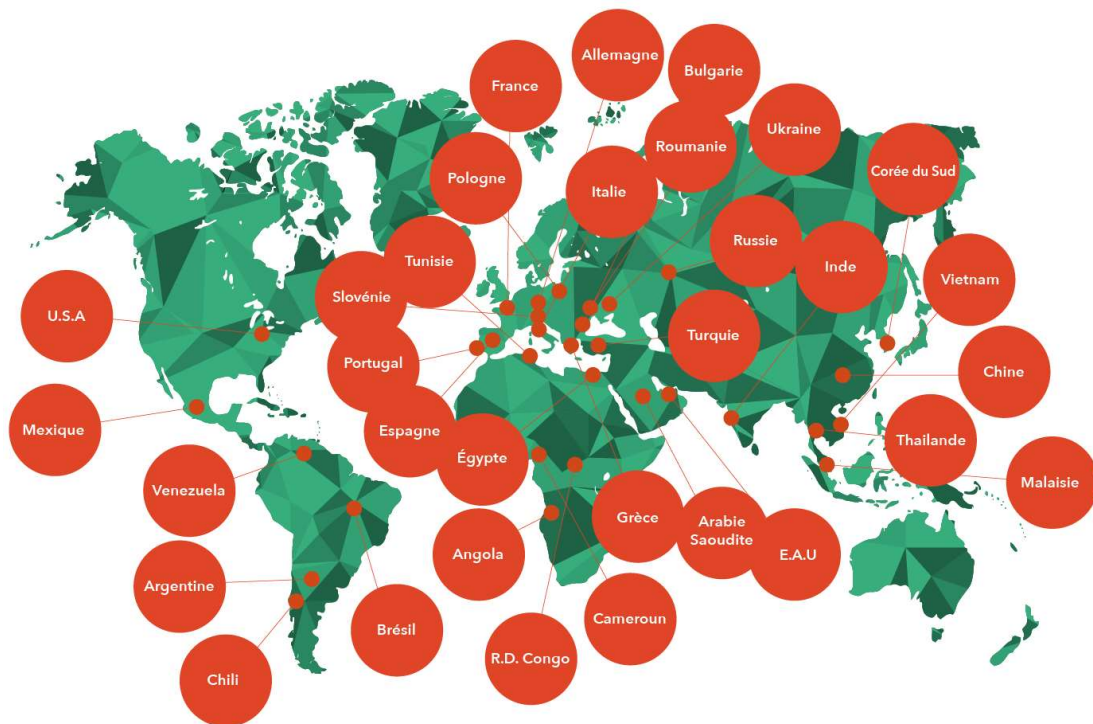 Allemagne
Bulgarie
France
Ukraine
Roumanie
Corée du Sud
Pologne
Italie
Russie
Tunisie
Inde
Vietnam
Slovénie
U.S.A
Turquie
Portugal
Chine
Mexique
Espagne
Thailande
Égypte
Malaisie
Venezuela
Grèce
Arabie
Saoudite
Angola
E.A.U
Argentine
Cameroun
Brésil
R.D. Congo
Chili